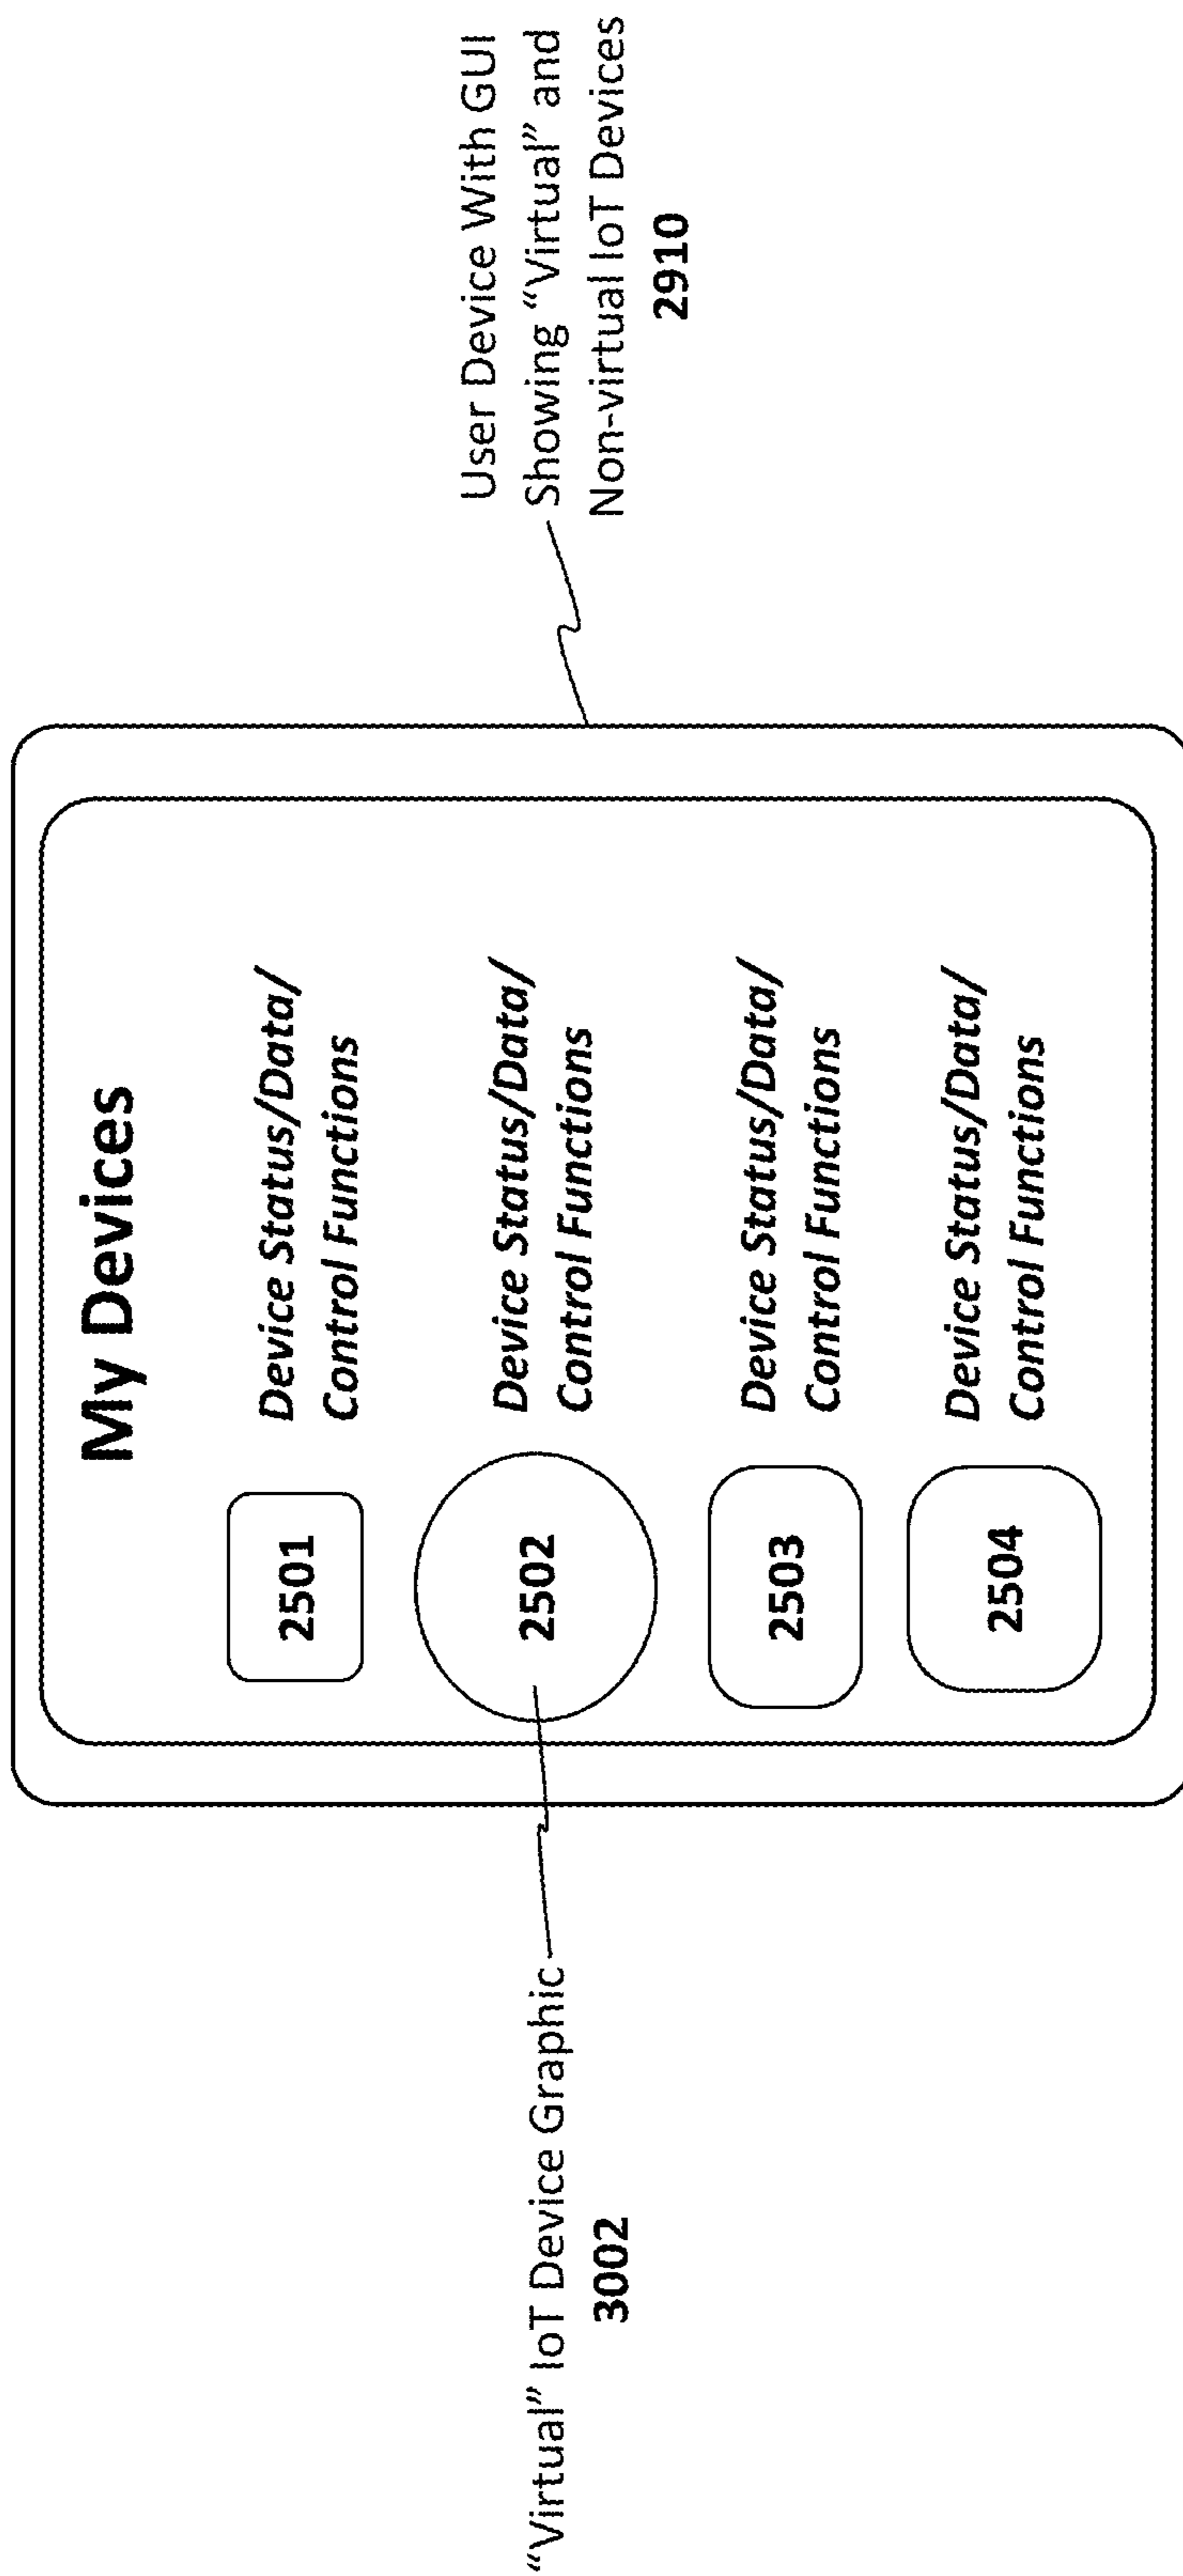 My Devices
2501
Device Status/Data/
Control Functions
2502
Device Status/Data/
Control Functions
2503
Device Status/Data/
Control Functions
2504
Device Status/Data/
Control Functions
“Virtual” IoT Device Graphic
3002
User Device With GUI
Showing “Virtual” and
Non-virtual IoT Devices
2910